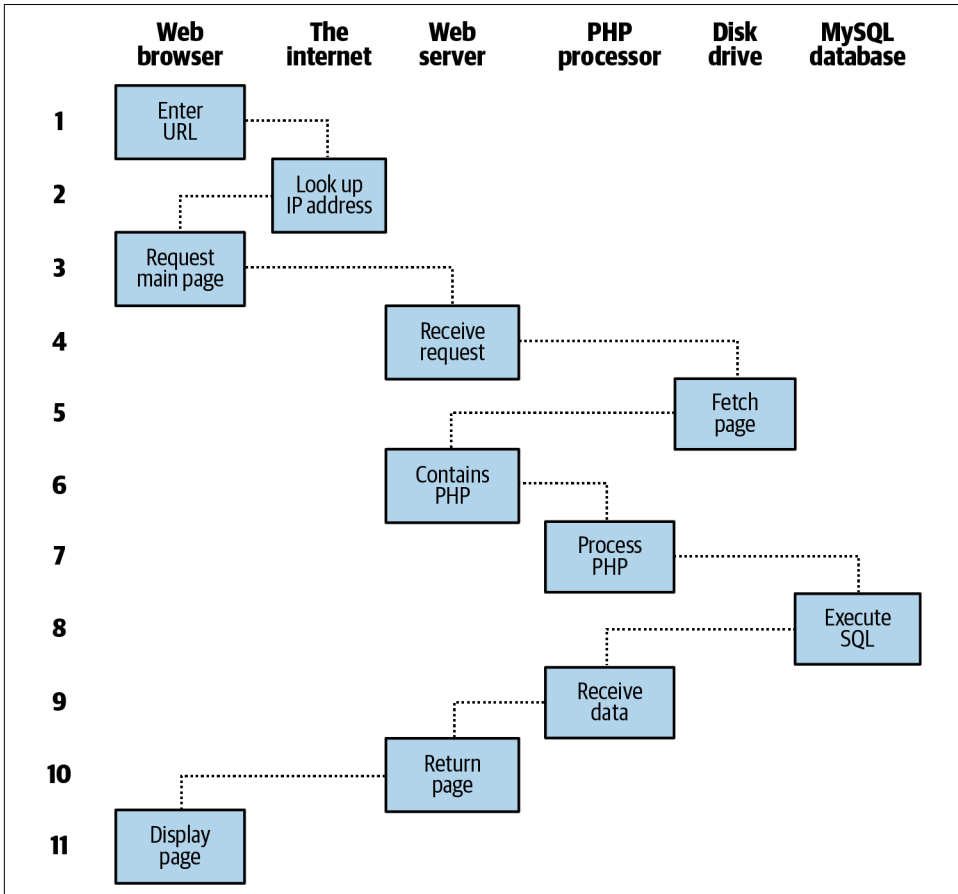 Web
browser
The
internet
Web
server
PHP
processor
Disk
drive
MySQL
database
1
Enter
URL
2
Look up
IP address
3
Request
main page
4
Receive
request
5
Fetch
page
6
Contains
PHP
7
Process
PHP
8
Execute
SQL
9
Receive
data
10
Return
page
11
Display
page